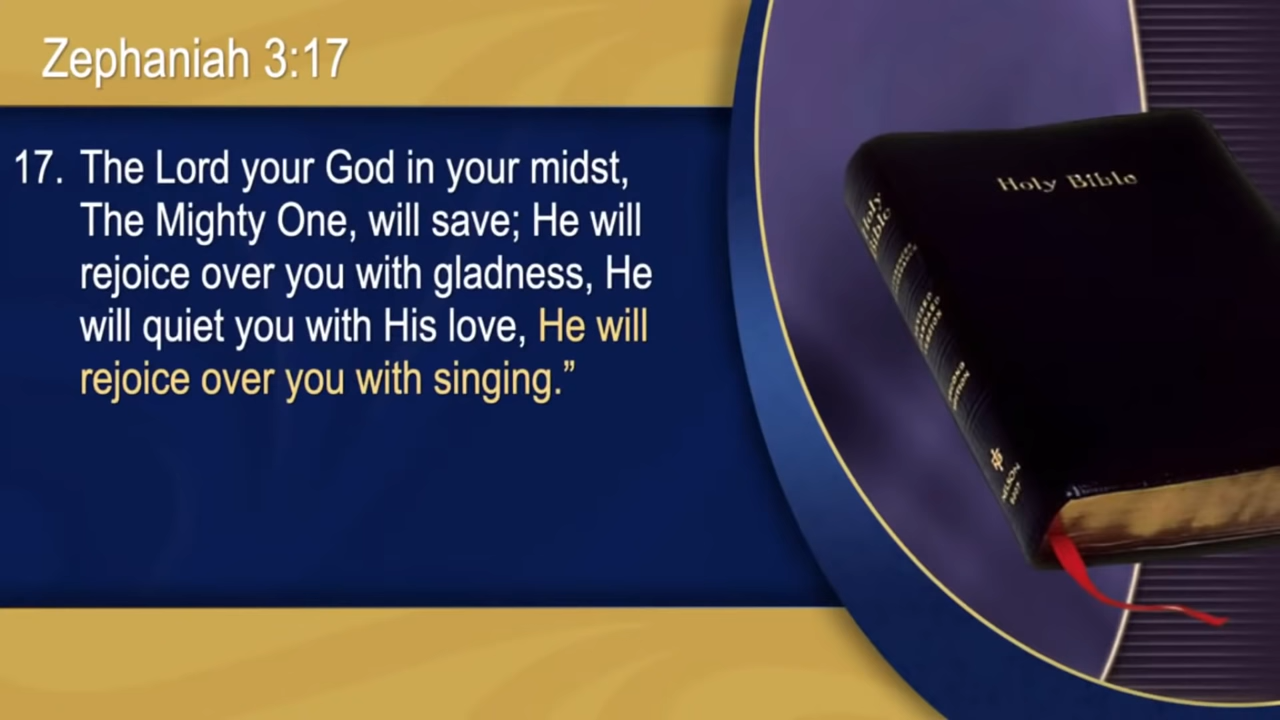 Zephaniah 3:17
17. The Lord your God in your midst,
The Mighty One, will save; He will
rejoice over you with gladness, He
will quiet you with His love, He will
rejoice over you with singing.”
Holy Bible
Holy
Bible